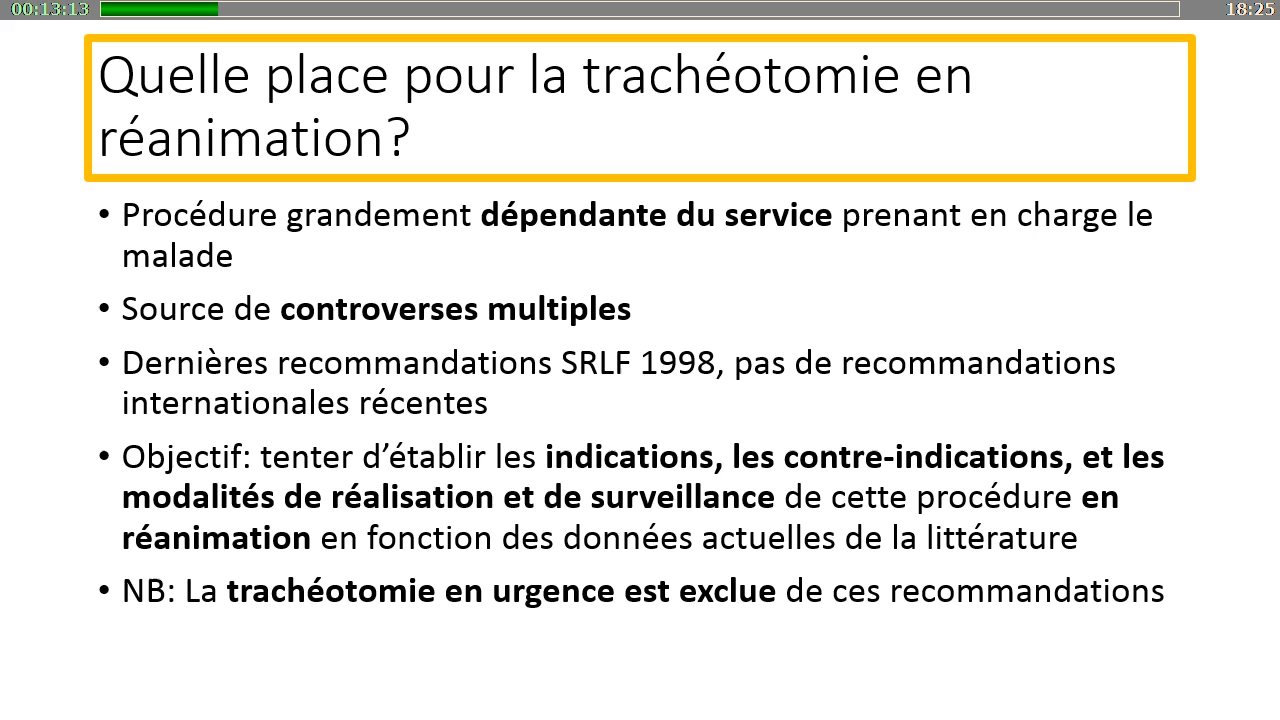 00:13:13
18:25
Quelle place pour la trachéotomie en
réanimation?
• Procédure grandement dépendante du service prenant en charge le
malade
• Source de controverses multiples
• Dernières recommandations SRLF 1998, pas de recommandations
internationales récentes
• Objectif: tenter d’établir les indications, les contre-indications, et les
modalités de réalisation et de surveillance de cette procédure en
réanimation en fonction des données actuelles de la littérature
• NB: La trachéotomie en urgence est exclue de ces recommandations